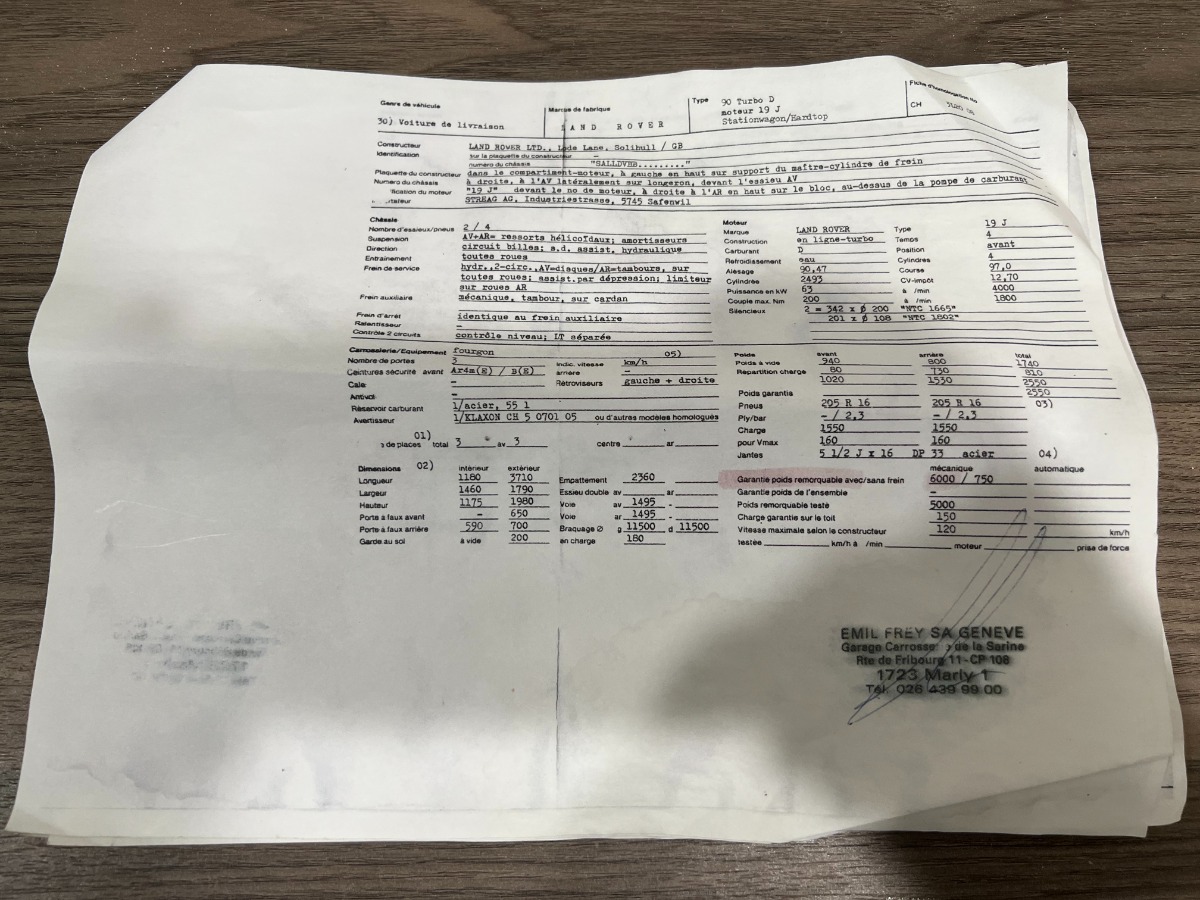 Genre de véhicule
30) Voiture de livraison
Marque de fabrique
LAND ROVER
Type 90 Turbo D
moteur 19 J
Stationwagon/Hardtop
Fiche d'homologation No
CH
Constructeur LAND ROVER LTD., Lode Lane, Solihull / GB
Identification sur la plaquette du constructeur –
numéro du châssis "SALLDVHB........."
Plaquette du constructeur dans le compartiment-moteur, à gauche en haut sur support du maître-cylindre de frein
Numéro du châssis à droite, à l'AV latéralement sur longeron, devant l'essieu AV
ification du moteur "19 J" devant le no de moteur, à droite à l'AR en haut sur le bloc, au-dessus de la pompe de carburant
tateur STREAG AG, Industriestrasse, 5745 Safenwil
Châssis
Nombre d'essieux/pneus 2 / 4
Suspension AV+AR= ressorts hélicoïdaux; amortisseurs
Direction circuit billes; s.d. assist. hydraulique
Entraînement toutes roues
Frein de service hydr.,2-circ.,AV=disques/AR=tambours, sur
toutes roues; assist.par dépression; limiteur
sur roues AR
Frein auxiliaire mécanique, tambour, sur cardan
Frein d'arrêt identique au frein auxiliaire
Ralentisseur –
Contrôle 2 circuits contrôle niveau; LT séparée
Moteur
Marque LAND ROVER Type 19 J
Construction en ligne-turbo Temps 4
Carburant D Position avant
Refroidissement eau Cylindres 4
Alésage 90,47 Course 97,0
Cylindrée 2493 CV-impôt 12,70
Puissance en kW 63 à /min 4000
Couple max. Nm 200 à /min 1800
Silencieux 2 = 342 x Ø 200 "NTC 1665"
201 x Ø 108 "NTC 1802"
Carrosserie/Equipement fourgon
Nombre de portes 3 Indic. vitesse 05) km/h
Ceintures sécurité avant Ar4m(E) / B(E) arrière –
Cale – Rétroviseurs gauche + droite
Antivol –
Réservoir carburant 1/acier, 55 l
Avertisseur 1/KLAXON CH 5 0701 05 ou d'autres modèles homologués
01)
de places total 3 av 3 centre ar
Poids avant arrière total
Poids à vide 940 800 1740
Répartition charge 80 730 810
1020 1530 2550
Poids garantie 2550
Pneus 205 R 16 205 R 16 03)
Ply/bar - / 2,3 - / 2,3
Charge 1550 1550
pour Vmax 160 160
Jantes 5 1/2 J x 16 DP 33 acier 04)
Dimensions 02) intérieur extérieur
Longueur 1180 3710 Empattement 2360
Largeur 1460 1790 Essieu double av ar
Hauteur 1175 1980 Voie av 1495 -
Porte à faux avant – 650 Voie ar 1495 -
Porte à faux arrière 590 700 Braquage Ø g 11500 d 11500
Garde au sol à vide 200 en charge 180
mécanique automatique
Garantie poids remorquable avec/sans frein 6000 / 750
Garantie poids de l'ensemble –
Poids remorquable testé 5000
Charge garantie sur le toit 150
Vitesse maximale selon le constructeur 120 km/h
testée km/h à /min moteur prise de force
EMIL FREY SA GENEVE
Garage Carrosse de la Sarine
Rte de Fribourg 11 - CP 108
1723 Marly 1
Tél. 026 439 99 00